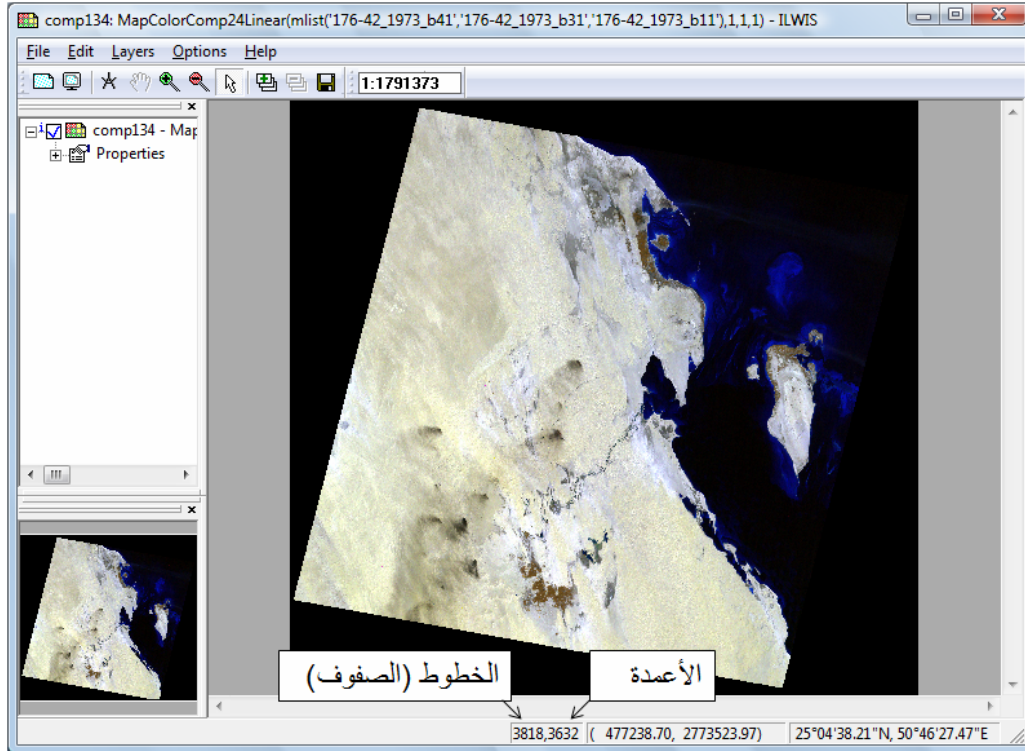 comp134: MapColorComp24Linear(mlist('176-42_1973_b41','176-42_1973_b31','176-42_1973_b11'),1,1,1) - ILWIS
File Edit Layers Options Help
1:1791373
comp134 - Map
Properties
الخطوط (الصفوف)
الأعمدة
3818,3632 ( 477238.70, 2773523.97) 25°04'38.21"N, 50°46'27.47"E